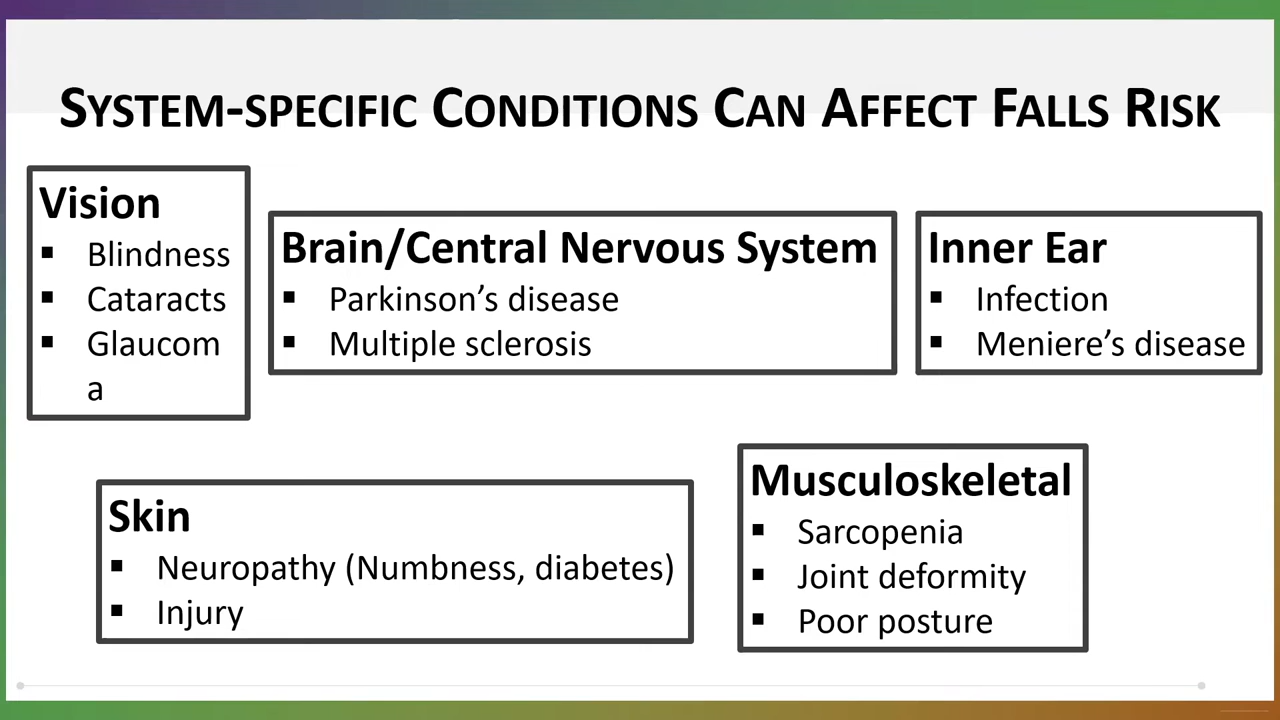 System-specific Conditions Can Affect Falls Risk
Vision
▪ Blindness
▪ Cataracts
▪ Glaucom
a
Brain/Central Nervous System
▪ Parkinson’s disease
▪ Multiple sclerosis
Inner Ear
▪ Infection
▪ Meniere’s disease
Skin
▪ Neuropathy (Numbness, diabetes)
▪ Injury
Musculoskeletal
▪ Sarcopenia
▪ Joint deformity
▪ Poor posture